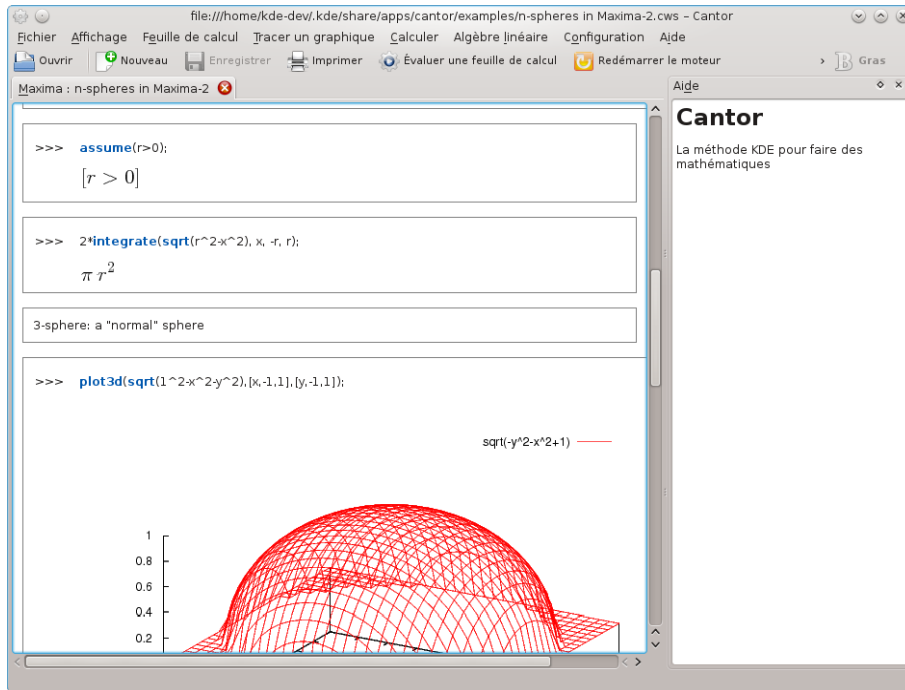 file:///home/kde-dev/.kde/share/apps/cantor/examples/n-spheres in Maxima-2.cws – Cantor
Fichier Affichage Feuille de calcul Tracer un graphique Calculer Algèbre linéaire Configuration Aide
Ouvrir Nouveau Enregistrer Imprimer Évaluer une feuille de calcul Redémarrer le moteur › B Gras
Maxima : n-spheres in Maxima-2
>>> assume(r>0);
[r > 0]
>>> 2*integrate(sqrt(r^2-x^2), x, -r, r);
π r²
3-sphere: a "normal" sphere
>>> plot3d(sqrt(1^2-x^2-y^2),[x,-1,1],[y,-1,1]);
sqrt(-y^2-x^2+1)
1
0.8
0.6
0.4
0.2
Aide
Cantor
La méthode KDE pour faire des
mathématiques